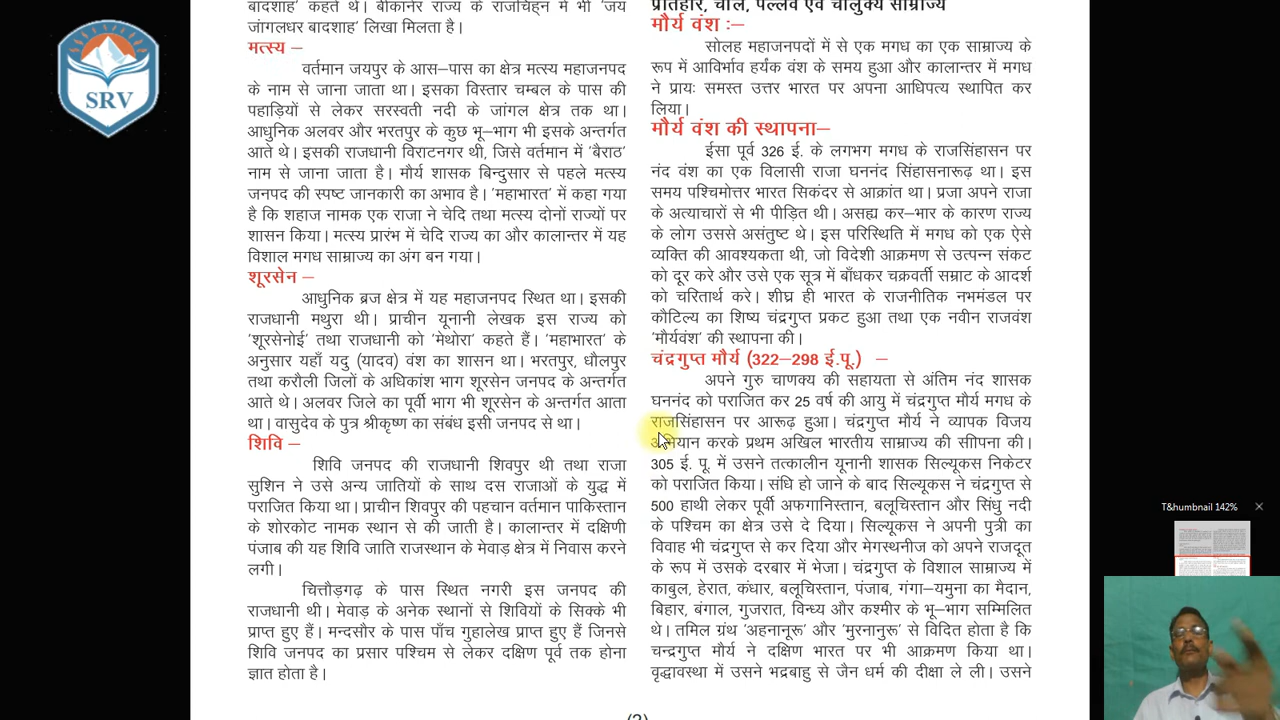 बादशाह' कहते थे। बीकानेर राज्य के राजचिह्न में भी 'जय
जांगलधर बादशाह' लिखा मिलता है।
मत्स्य –
वर्तमान जयपुर के आस–पास का क्षेत्र मत्स्य महाजनपद
के नाम से जाना जाता था। इसका विस्तार चम्बल के पास की
पहाड़ियों से लेकर सरस्वती नदी के जांगल क्षेत्र तक था।
आधुनिक अलवर और भरतपुर के कुछ भू–भाग भी इसके अन्तर्गत
आते थे। इसकी राजधानी विराटनगर थी, जिसे वर्तमान में 'बैराठ'
नाम से जाना जाता है। मौर्य शासक बिन्दुसार से पहले मत्स्य
जनपद की स्पष्ट जानकारी का अभाव है। 'महाभारत' में कहा गया
है कि शहाज नामक एक राजा ने चेदि तथा मत्स्य दोनों राज्यों पर
शासन किया। मत्स्य प्रारंभ में चेदि राज्य का और कालान्तर में यह
विशाल मगध साम्राज्य का अंग बन गया।
शूरसेन –
आधुनिक ब्रज क्षेत्र में यह महाजनपद स्थित था। इसकी
राजधानी मथुरा थी। प्राचीन यूनानी लेखक इस राज्य को
'शूरसेनोई' तथा राजधानी को 'मेथोरा' कहते हैं। 'महाभारत' के
अनुसार यहाँ यदु (यादव) वंश का शासन था। भरतपुर, धौलपुर
तथा करौली जिलों के अधिकांश भाग शूरसेन जनपद के अन्तर्गत
आते थे। अलवर जिले का पूर्वी भाग भी शूरसेन के अन्तर्गत आता
था। वासुदेव के पुत्र श्रीकृष्ण का संबंध इसी जनपद से था।
शिवि –
शिवि जनपद की राजधानी शिवपुर थी तथा राजा
सुशिन ने उसे अन्य जातियों के साथ दस राजाओं के युद्ध में
पराजित किया था। प्राचीन शिवपुर की पहचान वर्तमान पाकिस्तान
के शोरकोट नामक स्थान से की जाती है। कालान्तर में दक्षिणी
पंजाब की यह शिवि जाति राजस्थान के मेवाड़ क्षेत्र में निवास करने
लगी।
चित्तौड़गढ़ के पास स्थित नगरी इस जनपद की
राजधानी थी। मेवाड़ के अनेक स्थानों से शिवियों के सिक्के भी
प्राप्त हुए हैं। मन्दसौर के पास पाँच गुहालेख प्राप्त हुए हैं जिनसे
शिवि जनपद का प्रसार पश्चिम से लेकर दक्षिण पूर्व तक होना
ज्ञात होता है।
प्रतिहार, चोल, पल्लव एवं चालुक्य साम्राज्य
मौर्य वंश :–
सोलह महाजनपदों में से एक मगध का एक साम्राज्य के
रूप में आविर्भाव हर्यंक वंश के समय हुआ और कालान्तर में मगध
ने प्रायः समस्त उत्तर भारत पर अपना आधिपत्य स्थापित कर
लिया।
मौर्य वंश की स्थापना–
ईसा पूर्व 326 ई. के लगभग मगध के राजसिंहासन पर
नंद वंश का एक विलासी राजा घननंद सिंहासनारूढ़ था। इस
समय पश्चिमोत्तर भारत सिकंदर से आक्रांत था। प्रजा अपने राजा
के अत्याचारों से भी पीड़ित थी। असह्य कर–भार के कारण राज्य
के लोग उससे असंतुष्ट थे। इस परिस्थिति में मगध को एक ऐसे
व्यक्ति की आवश्यकता थी, जो विदेशी आक्रमण से उत्पन्न संकट
को दूर करे और उसे एक सूत्र में बाँधकर चक्रवर्ती सम्राट के आदर्श
को चरितार्थ करे। शीघ्र ही भारत के राजनीतिक नभमंडल पर
कौटिल्य का शिष्य चंद्रगुप्त प्रकट हुआ तथा एक नवीन राजवंश
'मौर्यवंश' की स्थापना की।
चंद्रगुप्त मौर्य (322–298 ई.पू.) –
अपने गुरु चाणक्य की सहायता से अंतिम नंद शासक
घननंद को पराजित कर 25 वर्ष की आयु में चंद्रगुप्त मौर्य मगध के
राजसिंहासन पर आरूढ़ हुआ। चंद्रगुप्त मौर्य ने व्यापक विजय
अभियान करके प्रथम अखिल भारतीय साम्राज्य की सीापना की।
305 ई. पू. में उसने तत्कालीन यूनानी शासक सिल्यूकस निकेटर
को पराजित किया। संधि हो जाने के बाद सिल्यूकस ने चंद्रगुप्त से
500 हाथी लेकर पूर्वी अफगानिस्तान, बलूचिस्तान और सिंधु नदी
के पश्चिम का क्षेत्र उसे दे दिया। सिल्यूकस ने अपनी पुत्री का
विवाह भी चंद्रगुप्त से कर दिया और मेगस्थनीज को अपने राजदूत
के रूप में उसके दरबार में भेजा। चंद्रगुप्त के विशाल साम्राज्य में
काबुल, हेरात, कंधार, बलूचिस्तान, पंजाब, गंगा–यमुना का मैदान,
बिहार, बंगाल, गुजरात, विन्ध्य और कश्मीर के भू–भाग सम्मिलित
थे। तमिल ग्रंथ 'अहनानूरू' और 'मुरनानुरू' से विदित होता है कि
चन्द्रगुप्त मौर्य ने दक्षिण भारत पर भी आक्रमण किया था।
वृद्धावस्था में उसने भद्रबाहु से जैन धर्म की दीक्षा ले ली। उसने
SRV
T&humbnail 142%